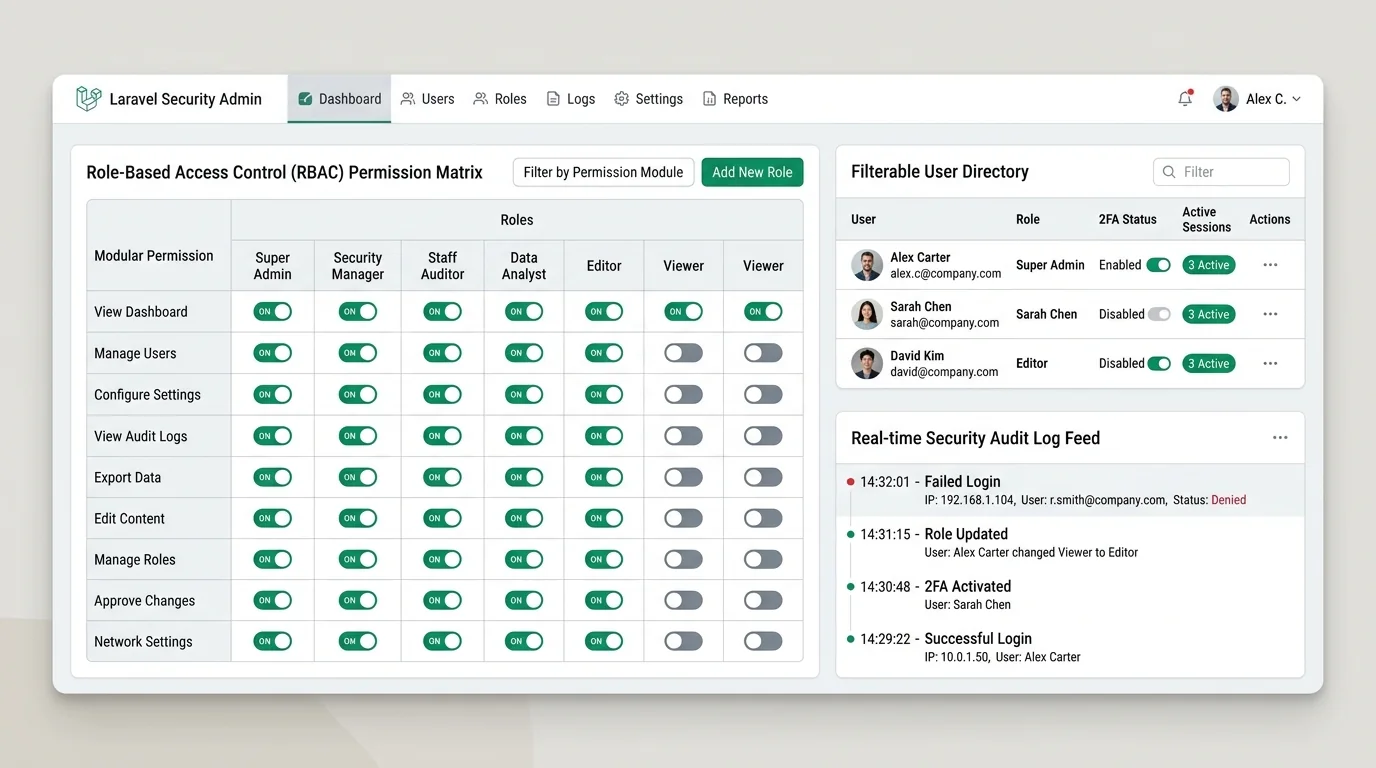 Laravel Security Admin
Dashboard
Users
Roles
Logs
Settings
Reports
Alex C.
Role-Based Access Control (RBAC) Permission Matrix
Filter by Permission Module
Add New Role
Modular Permission
Roles
Super Admin
Security Manager
Staff Auditor
Data Analyst
Editor
Viewer
Viewer
View Dashboard ON ON ON ON ON ON ON
Manage Users ON OM ON ON ON
Configure Settings ON ON OH ON ON
View Audit Logs ON ON ON ON ON
Export Data ON ON ON ON ON
Edit Content ON ON ON ON ON
Manage Roles ON ON ON ON ON
Approve Changes ON ON ON ON ON
Network Settings ON OM GN ON ON
Filterable User Directory
Filter
User
Role
2FA Status
Active Sessions
Actions
Alex Carter
alex.c@company.com
Super Admin
Enabled
3 Active
Sarah Chen
sarah@company.com
Sarah Chen
Disabled
3 Active
David Kim
david@company.com
Editor
Disabled
3 Active
Real-time Security Audit Log Feed
14:32:01 - Failed Login
IP: 192.168.1.104, User: r.smith@company.com, Status: Denied
14:31:15 - Role Updated
User: Alex Carter changed Viewer to Editor
14:30:48 - 2FA Activated
User: Sarah Chen
14:29:22 - Successful Login
IP: 10.0.1.50, User: Alex Carter